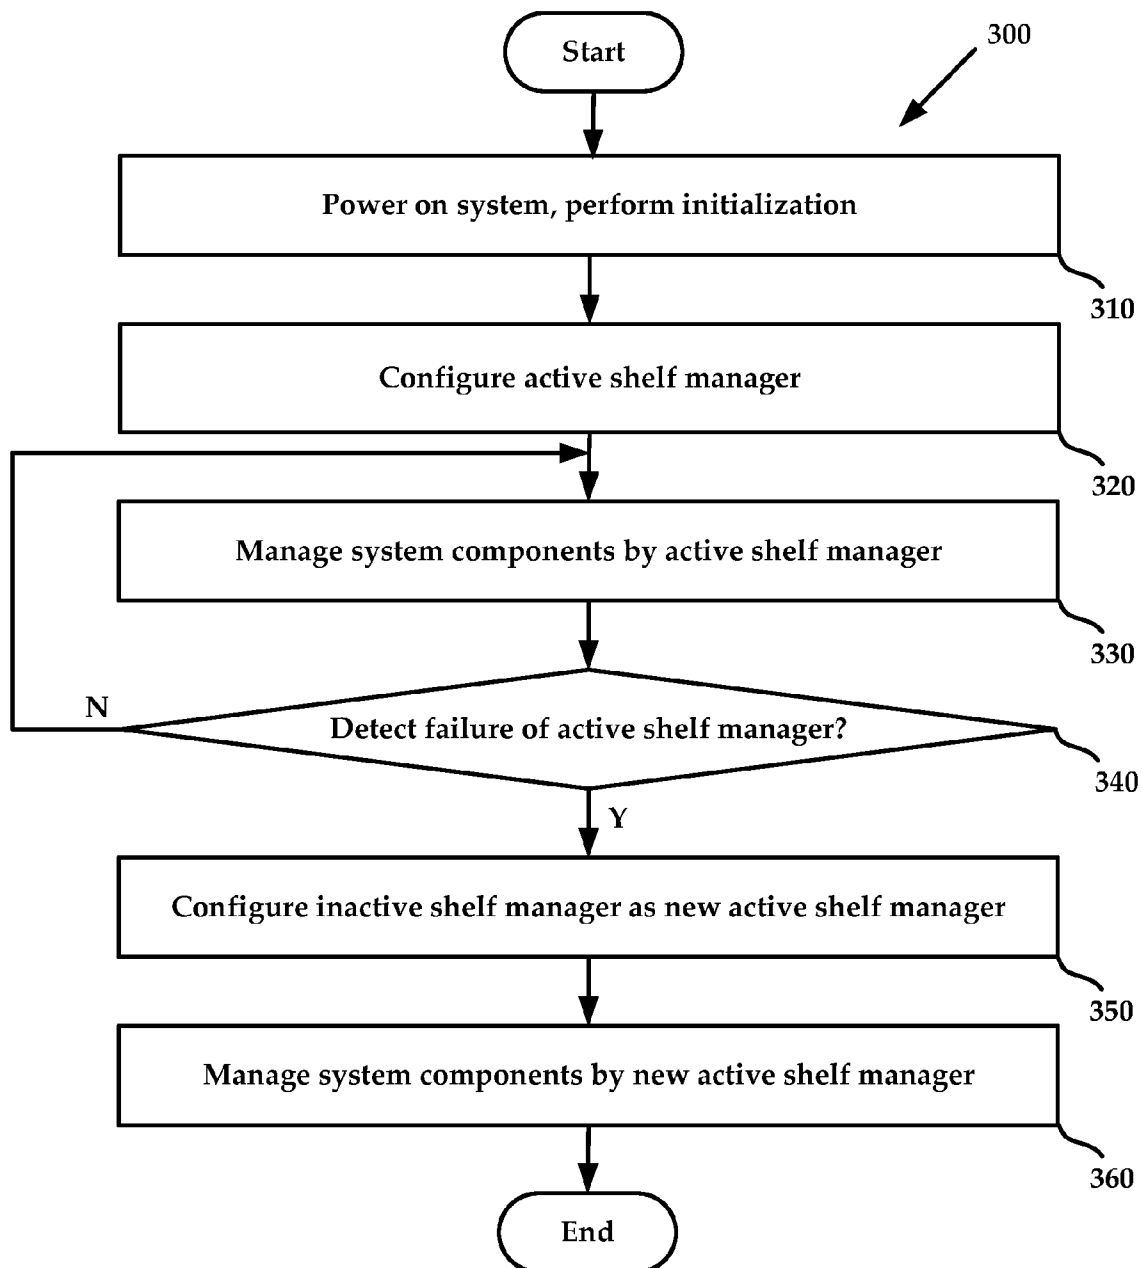 Start
300
Power on system, perform initialization
310
Configure active shelf manager
320
Manage system components by active shelf manager
330
N
Detect failure of active shelf manager?
340
Y
Configure inactive shelf manager as new active shelf manager
350
Manage system components by new active shelf manager
360
End